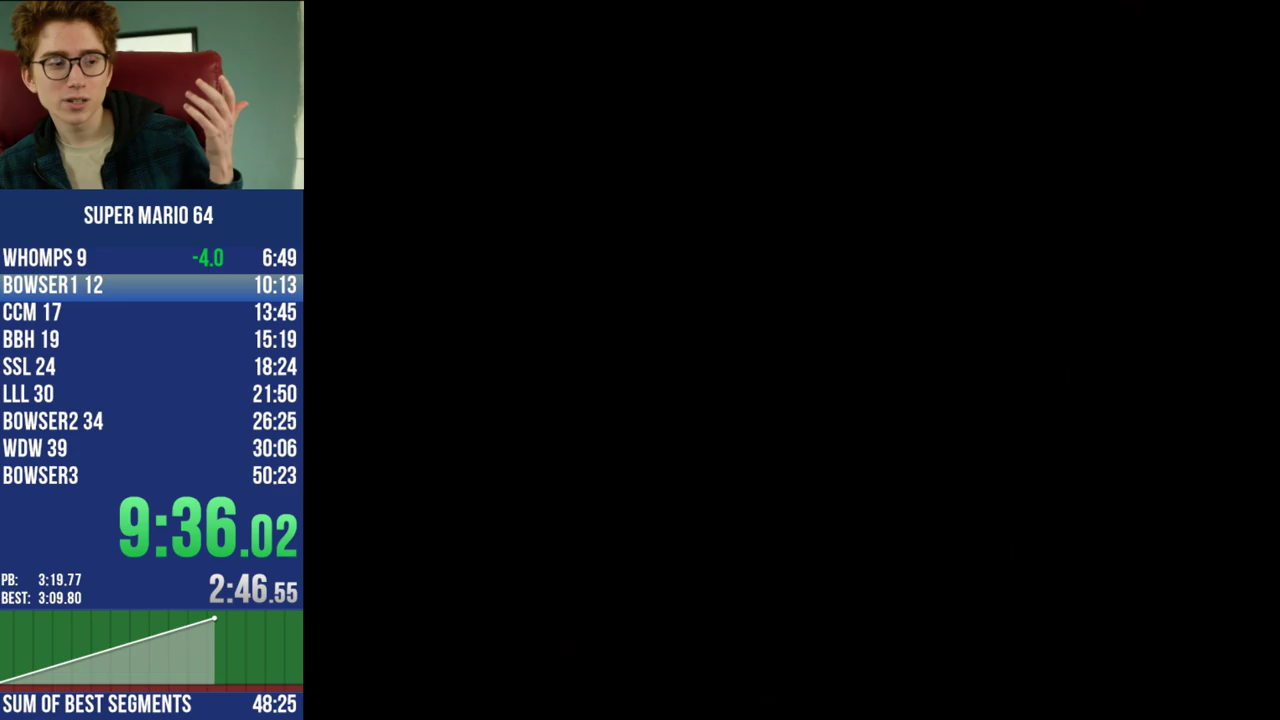 SUPER MARIO 64
WHOMPS 9 -4.0 6:49
BOWSER1 12 10:13
CCM 17 13:45
BBH 19 15:19
SSL 24 18:24
LLL 30 21:50
BOWSER2 34 26:25
WDW 39 30:06
BOWSER3 50:23
9:36.02
PB: 3:19.77 2:46.55
BEST: 3:09.80
SUM OF BEST SEGMENTS 48:25